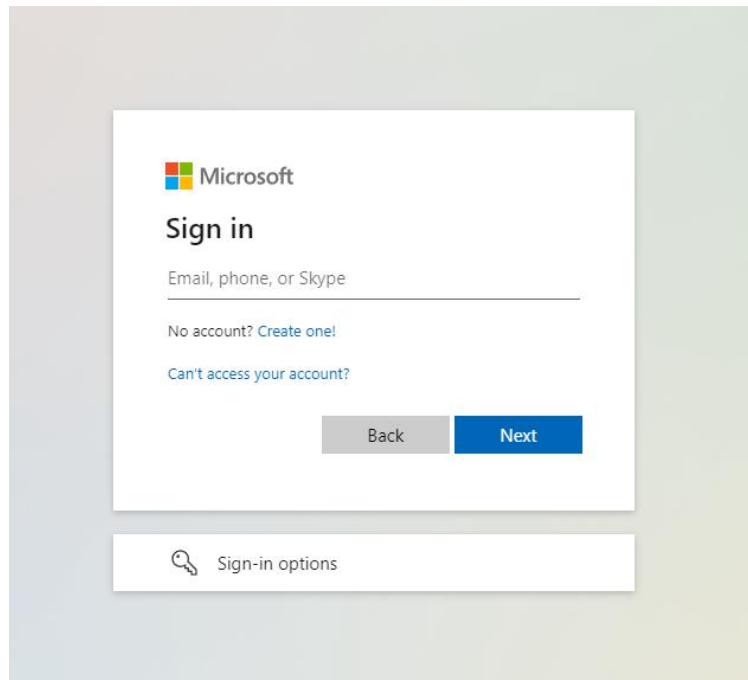 Microsoft
Sign in
Email, phone, or Skype
No account? Create one!
Can't access your account?
Back Next
Sign-in options